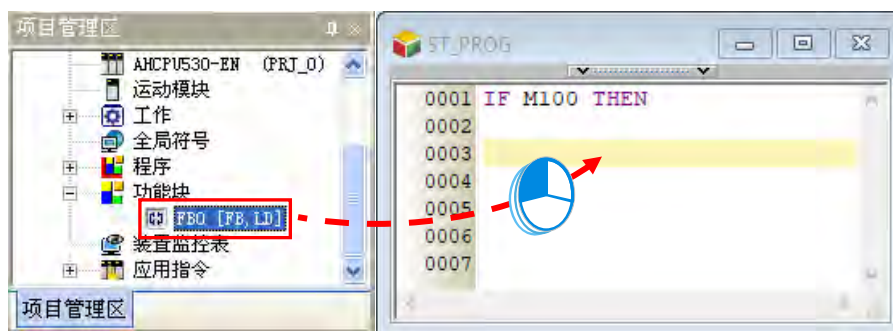 项目管理区
AHCPU530-EN (PRJ_0)
运动模块
工作
全局符号
程序
功能块
FB0 [FB,LD]
装置监控表
应用指令
项目管理区
ST_PROG
0001 IF M100 THEN
0002
0003
0004
0005
0006
0007